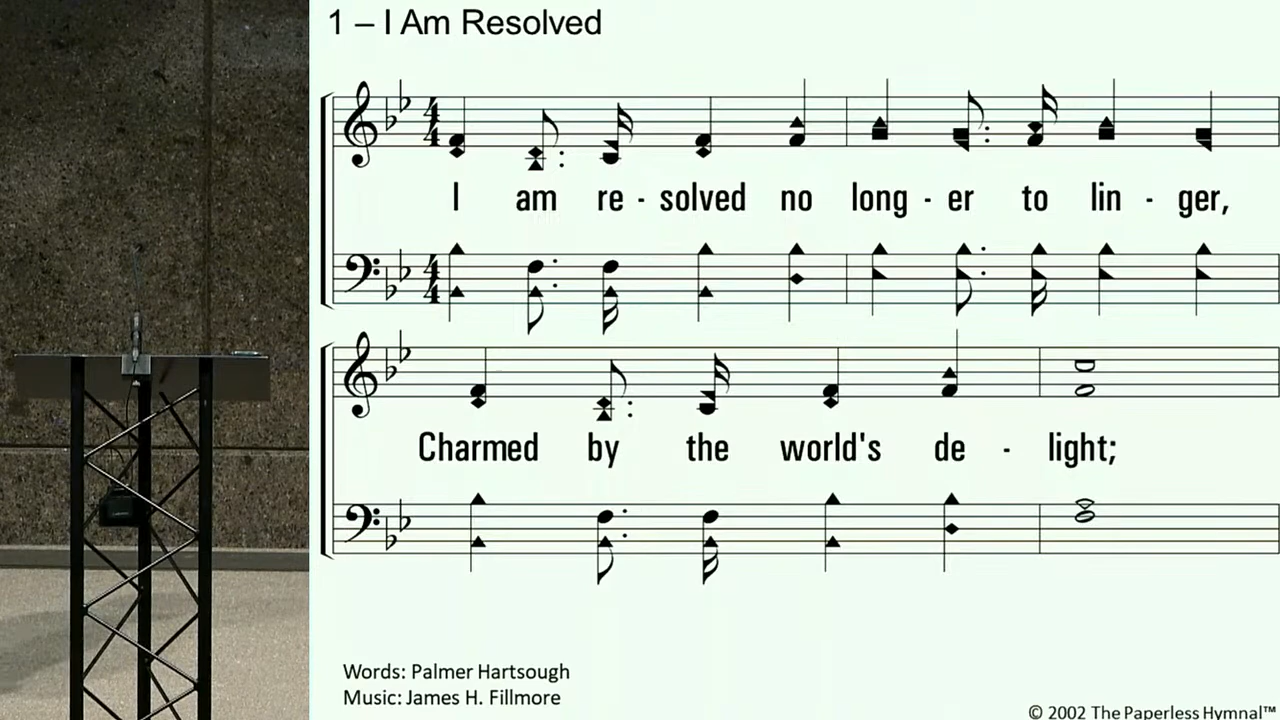 1 – I Am Resolved
I am re - solved no long - er to lin - ger,
Charmed by the world's de - light;
Words: Palmer Hartsough
Music: James H. Fillmore
© 2002 The Paperless Hymnal™